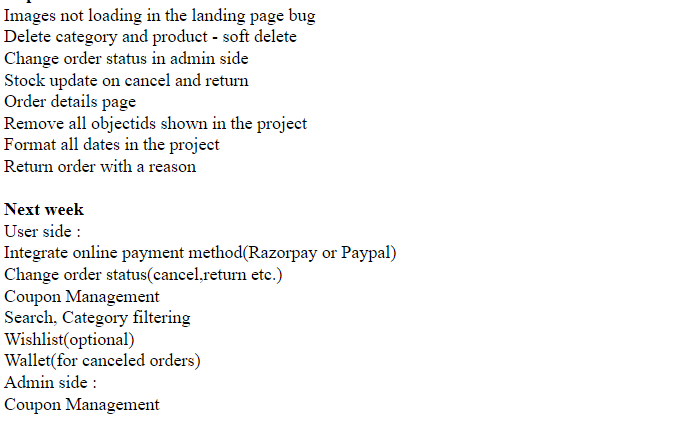 Images not loading in the landing page bug
Delete category and product - soft delete
Change order status in admin side
Stock update on cancel and return
Order details page
Remove all objectids shown in the project
Format all dates in the project
Return order with a reason
Next week
User side :
Integrate online payment method(Razorpay or Paypal)
Change order status(cancel,return etc.)
Coupon Management
Search, Category filtering
Wishlist(optional)
Wallet(for canceled orders)
Admin side :
Coupon Management